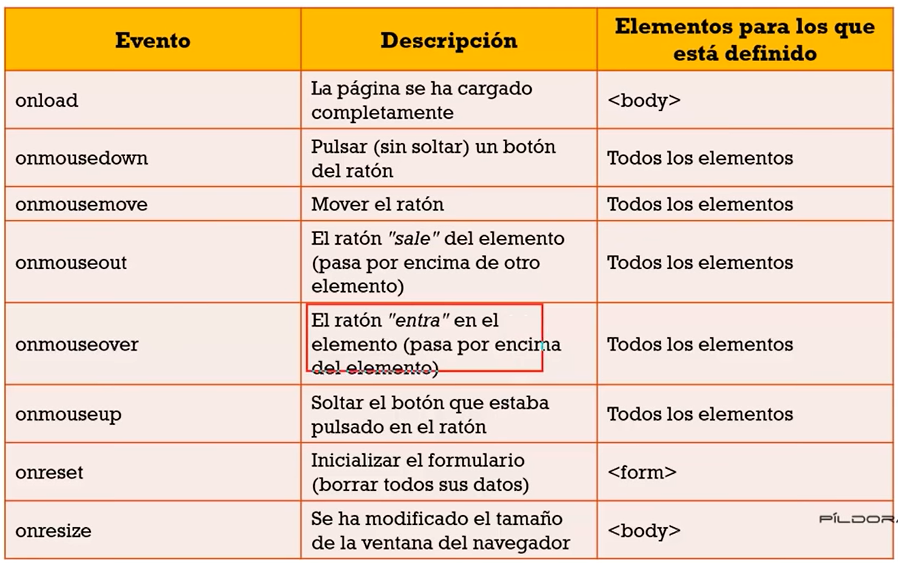 Evento Descripción Elementos para los que
está definido
onload La página se ha cargado
completamente <body>
onmousedown Pulsar (sin soltar) un botón
del ratón Todos los elementos
onmousemove Mover el ratón Todos los elementos
onmouseout El ratón "sale" del elemento
(pasa por encima de otro
elemento) Todos los elementos
onmouseover El ratón "entra" en el
elemento (pasa por encima
del elemento) Todos los elementos
onmouseup Soltar el botón que estaba
pulsado en el ratón Todos los elementos
onreset Inicializar el formulario
(borrar todos sus datos) <form>
onresize Se ha modificado el tamaño
de la ventana del navegador <body>